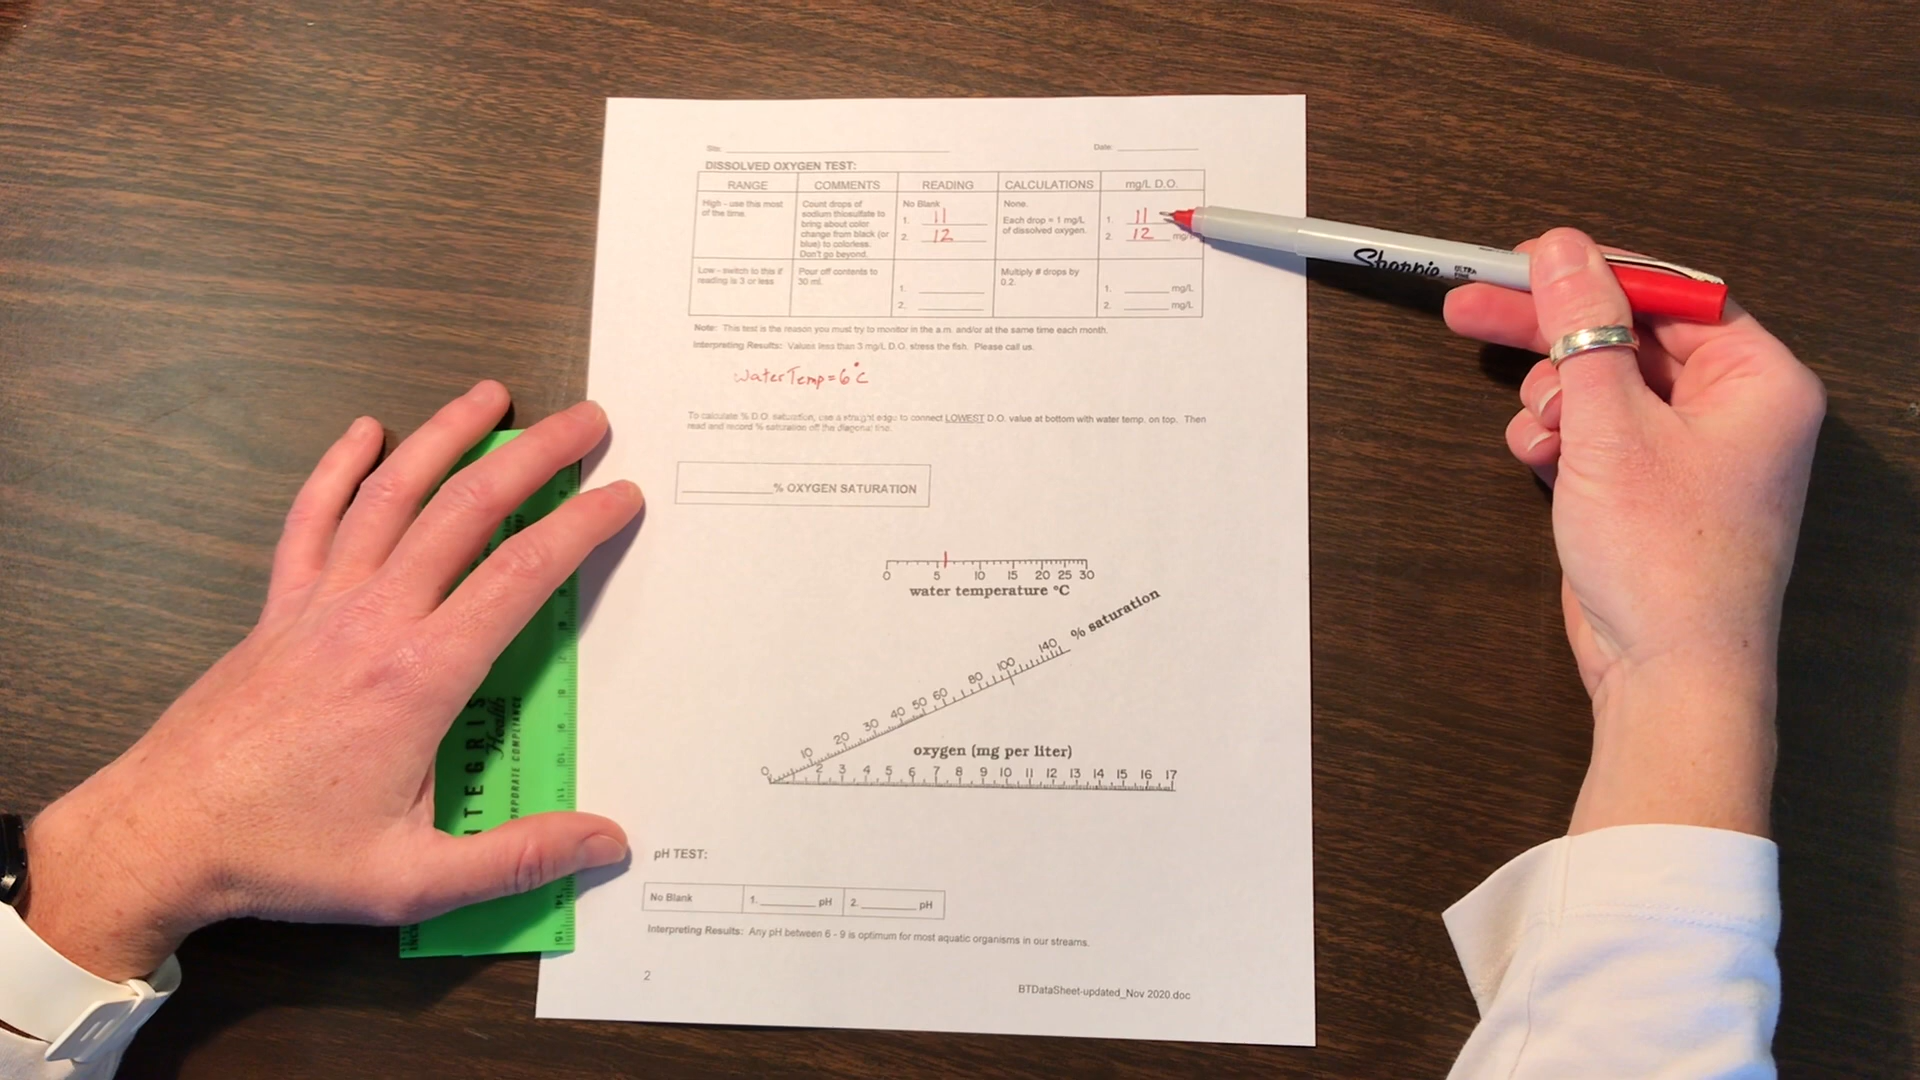 Site: Date:
DISSOLVED OXYGEN TEST:
RANGE COMMENTS READING CALCULATIONS mg/L D.O.
High - use this most of the time.
Count drops of
sodium thiosulfate to
bring about color
change from black (or
blue) to colorless.
Don't go beyond.
No Blank
1. 11
2. 12
None.
Each drop = 1 mg/L
of dissolved oxygen.
1. 11
2. 12 mg/L
Low - switch to this if
reading is 3 or less
Pour off contents to
30 ml.
1.
2.
Multiply # drops by
0.2.
1. mg/L
2. mg/L
Note: This test is the reason you must try to monitor in the a.m. and/or at the same time each month.
Interpreting Results: Values less than 3 mg/L D.O. stress the fish. Please call us.
Water Temp = 6°C
To calculate % D.O. saturation, use a straight edge to connect LOWEST D.O. value at bottom with water temp. on top. Then
read and record % saturation off the diagonal line.
% OXYGEN SATURATION
0 5 10 15 20 25 30
water temperature °C
0 10 20 30 40 50 60 80 100 140 % saturation
oxygen (mg per liter)
2 3 4 5 6 7 8 9 10 11 12 13 14 15 16 17
pH TEST:
No Blank 1. pH 2. pH
Interpreting Results: Any pH between 6 - 9 is optimum for most aquatic organisms in our streams.
2
BTDataSheet-updated_Nov 2020.doc
Sharpie
ULTRA
FINE
NTEGRIS
Health
ORPORATE COMPLIANCE